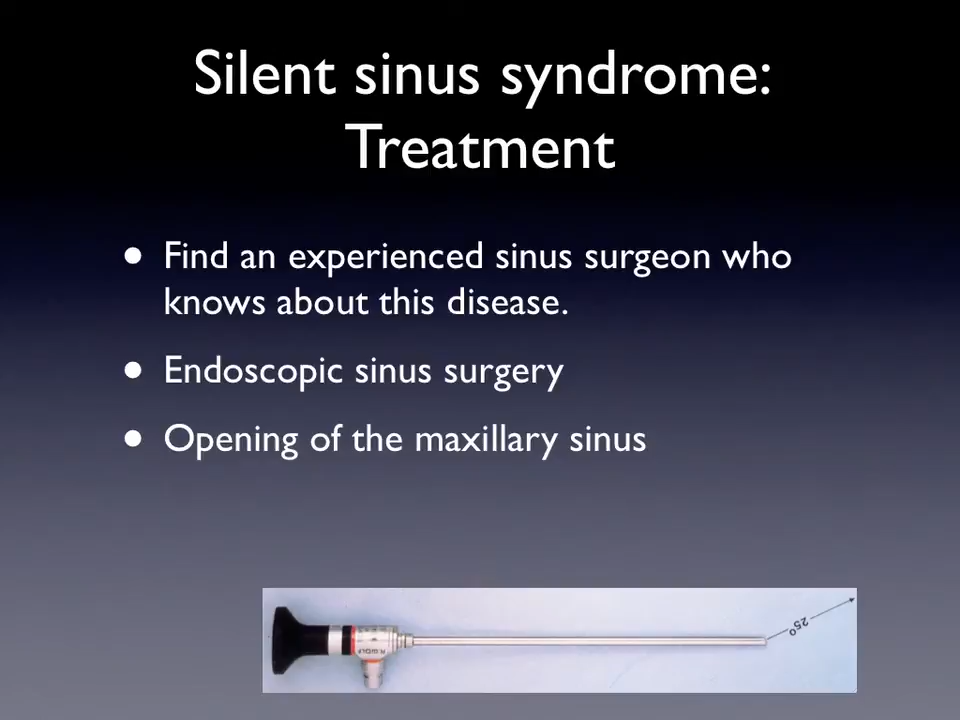 Silent sinus syndrome:
Treatment
• Find an experienced sinus surgeon who
knows about this disease.
• Endoscopic sinus surgery
• Opening of the maxillary sinus
R.WOLF
25°